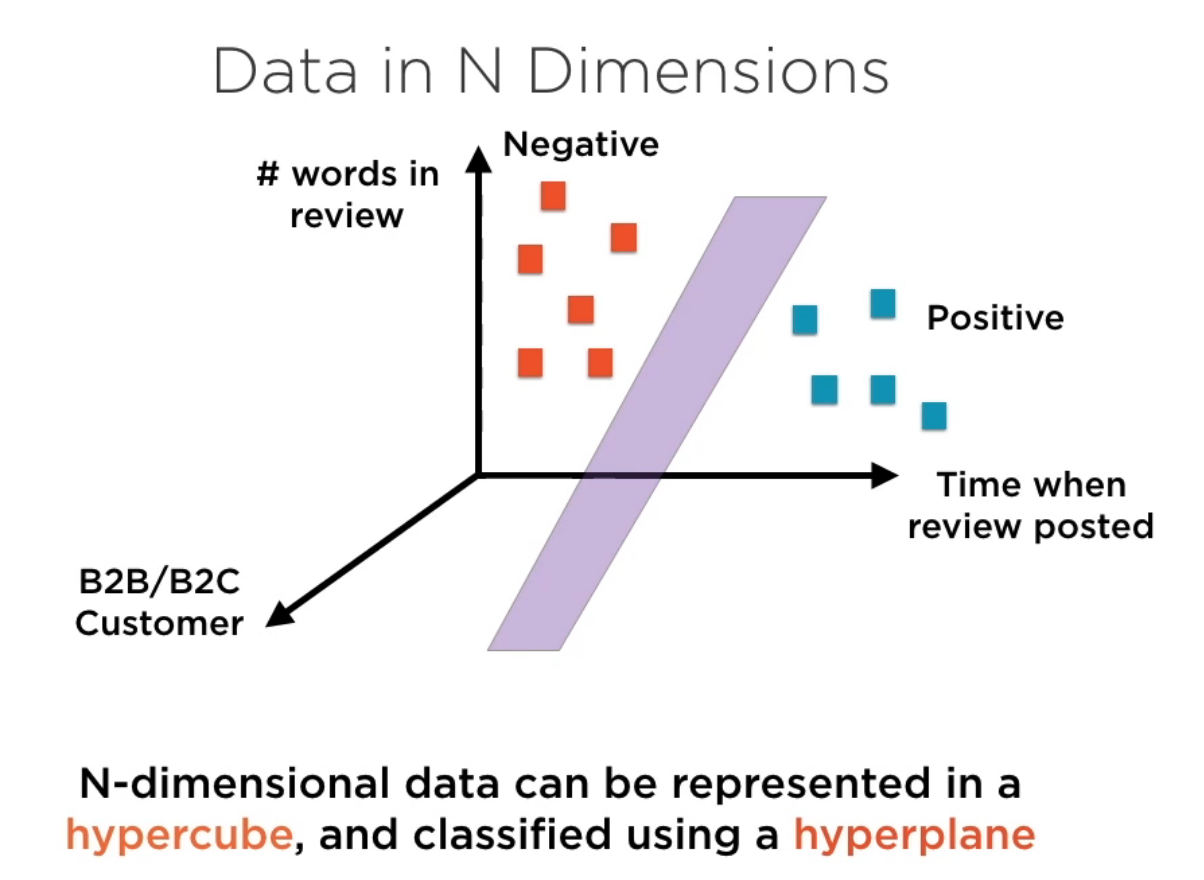 Data in N Dimensions
Negative
# words in
review
Positive
Time when
review posted
B2B/B2C
Customer
N-dimensional data can be represented in a
hypercube, and classified using a hyperplane